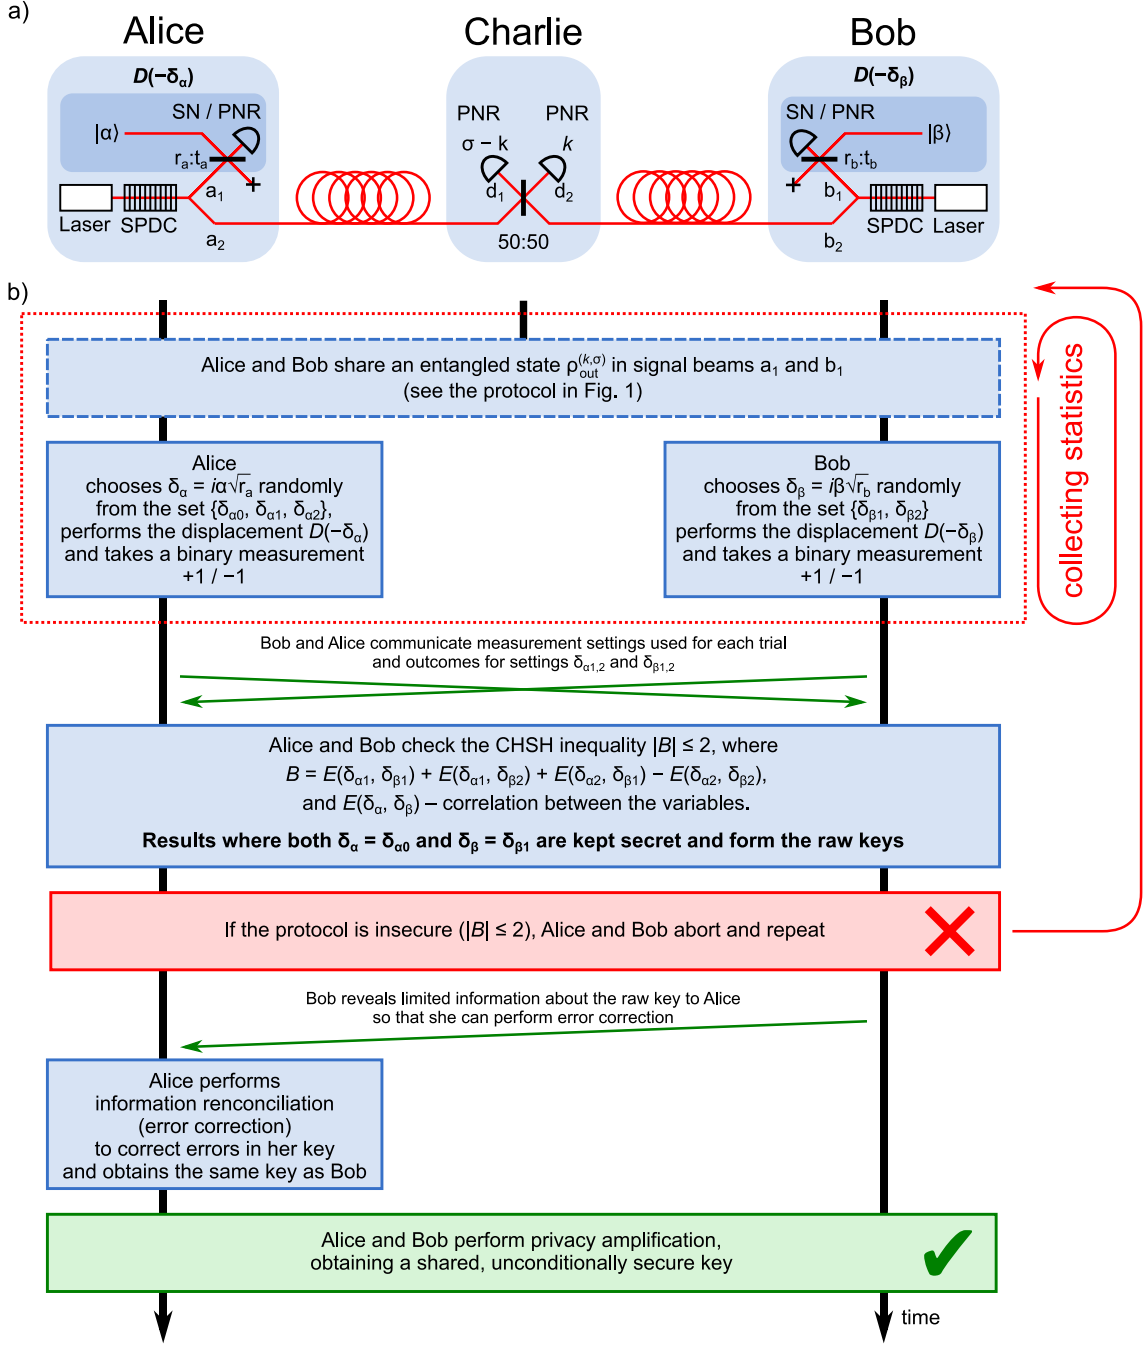 a)
Alice
Charlie
Bob
D(−δα)
SN / PNR
|α⟩
ra:ta
a1
a2
Laser
SPDC
PNR
PNR
σ − k
k
d1
d2
50:50
D(−δβ)
SN / PNR
|β⟩
rb:tb
b1
b2
SPDC
Laser
b)
Alice and Bob share an entangled state ρout(k,σ) in signal beams a1 and b1
(see the protocol in Fig. 1)
Alice
chooses δα = iα√ra randomly
from the set {δα0, δα1, δα2},
performs the displacement D(−δα)
and takes a binary measurement
+1 / −1
Bob
chooses δβ = iβ√rb randomly
from the set {δβ1, δβ2}
performs the displacement D(−δβ)
and takes a binary measurement
+1 / −1
collecting statistics
Bob and Alice communicate measurement settings used for each trial
and outcomes for settings δα1,2 and δβ1,2
Alice and Bob check the CHSH inequality |B| ≤ 2, where
B = E(δα1, δβ1) + E(δα1, δβ2) + E(δα2, δβ1) − E(δα2, δβ2),
and E(δα, δβ) – correlation between the variables.
Results where both δα = δα0 and δβ = δβ1 are kept secret and form the raw keys
If the protocol is insecure (|B| ≤ 2), Alice and Bob abort and repeat
Bob reveals limited information about the raw key to Alice
so that she can perform error correction
Alice performs
information renconciliation
(error correction)
to correct errors in her key
and obtains the same key as Bob
Alice and Bob perform privacy amplification,
obtaining a shared, unconditionally secure key
time